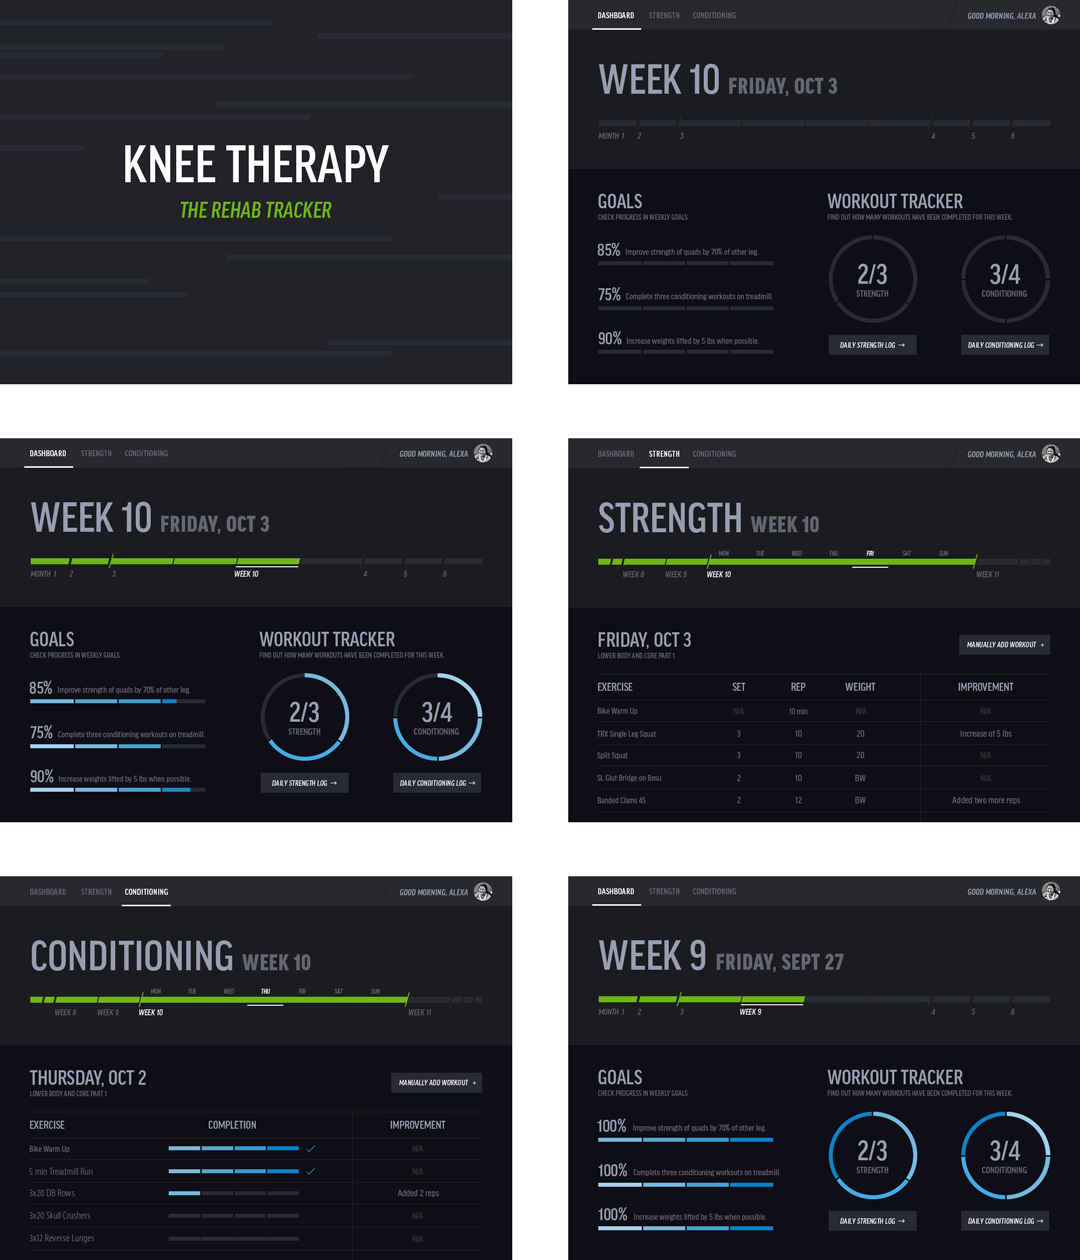 KNEE THERAPY
THE REHAB TRACKER
DASHBOARD STRENGTH CONDITIONING GOOD MORNING, ALEXA
WEEK 10 FRIDAY, OCT 3
MONTH 1 2 3 4 5 6
GOALS
CHECK PROGRESS IN WEEKLY GOALS.
85% Improve strength of quads by 70% of other leg.
75% Complete three conditioning workouts on treadmill.
90% Increase weights lifted by 5 lbs when possible.
WORKOUT TRACKER
FIND OUT HOW MANY WORKOUTS HAVE BEEN COMPLETED FOR THIS WEEK.
2/3
STRENGTH
3/4
CONDITIONING
DAILY STRENGTH LOG →
DAILY CONDITIONING LOG →
DASHBOARD STRENGTH CONDITIONING GOOD MORNING, ALEXA
WEEK 10 FRIDAY, OCT 3
MONTH 1 2 3 WEEK 10 4 5 6
GOALS
CHECK PROGRESS IN WEEKLY GOALS.
85% Improve strength of quads by 70% of other leg.
75% Complete three conditioning workouts on treadmill.
90% Increase weights lifted by 5 lbs when possible.
WORKOUT TRACKER
FIND OUT HOW MANY WORKOUTS HAVE BEEN COMPLETED FOR THIS WEEK.
2/3
STRENGTH
3/4
CONDITIONING
DAILY STRENGTH LOG →
DAILY CONDITIONING LOG →
DASHBOARD STRENGTH CONDITIONING GOOD MORNING, ALEXA
STRENGTH WEEK 10
MON TUE WED THU FRI SAT SUN
WEEK 8 WEEK 9 WEEK 10 WEEK 11
FRIDAY, OCT 3
LOWER BODY AND CORE PART 1
MANUALLY ADD WORKOUT +
EXERCISE SET REP WEIGHT IMPROVEMENT
Bike Warm Up N/A 10 min N/A N/A
TRX Single Leg Squat 3 10 20 Increase of 5 lbs
Split Squat 3 10 20 N/A
SL Glut Bridge on Bosu 2 10 BW N/A
Banded Clams 45 2 12 BW Added two more reps
DASHBOARD STRENGTH CONDITIONING GOOD MORNING, ALEXA
CONDITIONING WEEK 10
MON TUE WED THU FRI SAT SUN
WEEK 8 WEEK 9 WEEK 10 WEEK 11
THURSDAY, OCT 2
LOWER BODY AND CORE PART 1
MANUALLY ADD WORKOUT +
EXERCISE COMPLETION IMPROVEMENT
Bike Warm Up N/A
5 min Treadmill Run N/A
3x20 DB Rows Added 2 reps
3x20 Skull Crushers N/A
3x12 Reverse Lunges N/A
DASHBOARD STRENGTH CONDITIONING GOOD MORNING, ALEXA
WEEK 9 FRIDAY, SEPT 27
MONTH 1 2 3 WEEK 9 4 5 6
GOALS
CHECK PROGRESS IN WEEKLY GOALS.
100% Improve strength of quads by 70% of other leg.
100% Complete three conditioning workouts on treadmill.
100% Increase weights lifted by 5 lbs when possible.
WORKOUT TRACKER
FIND OUT HOW MANY WORKOUTS HAVE BEEN COMPLETED FOR THIS WEEK.
2/3
STRENGTH
3/4
CONDITIONING
DAILY STRENGTH LOG →
DAILY CONDITIONING LOG →